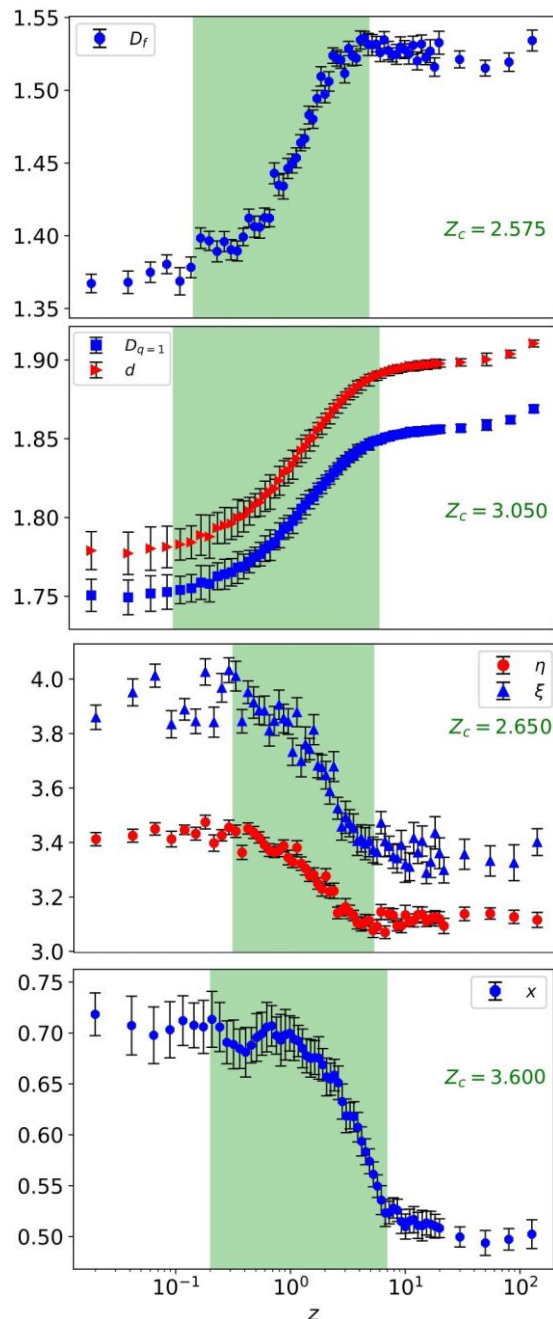 1.55
D_f
1.50
1.45
1.40
Z_c = 2.575
1.35
D_{q=1}
d
1.90
1.85
1.80
Z_c = 3.050
1.75
η
ξ
4.0
Z_c = 2.650
3.8
3.6
3.4
3.2
3.0
0.75
x
0.70
Z_c = 3.600
0.65
0.60
0.55
0.50
10^{-1} 10^0 10^1 10^2
z